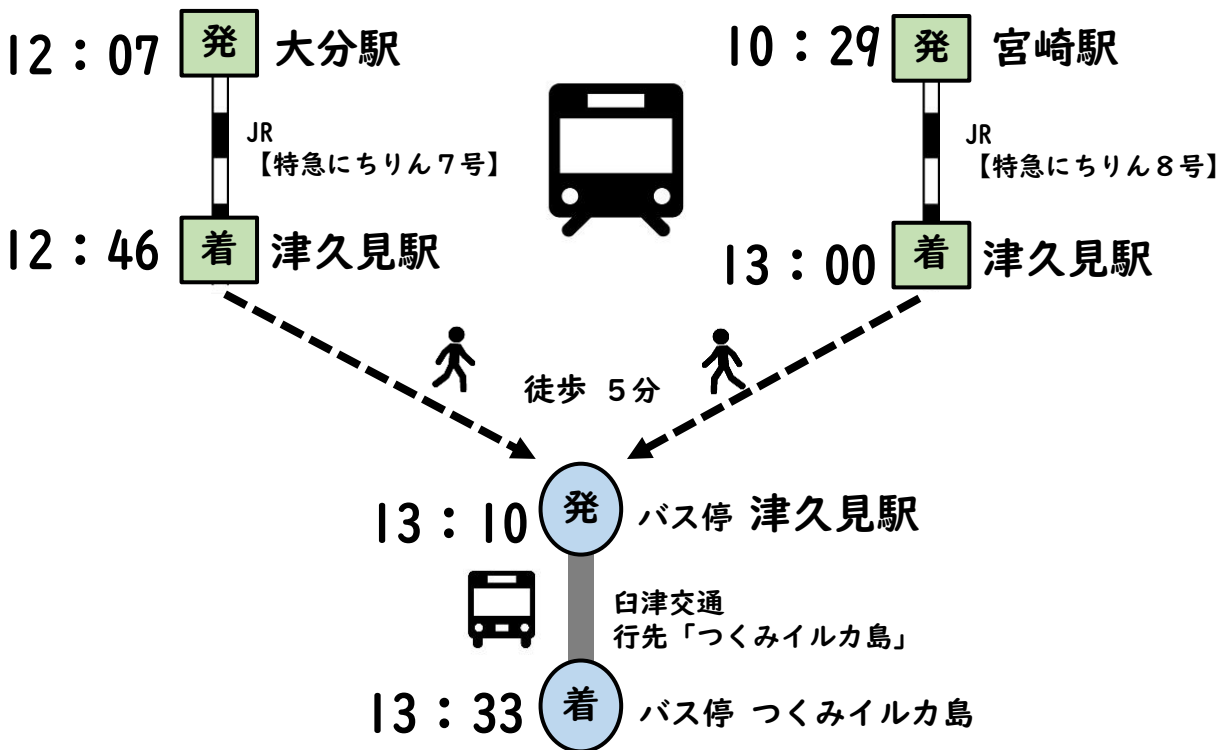 12：07 発 大分駅
JR
【特急にちりん７号】
12：46 着 津久見駅
10：29 発 宮崎駅
JR
【特急にちりん８号】
13：00 着 津久見駅
徒歩 ５分
13：10 発 バス停 津久見駅
臼津交通
行先「つくみイルカ島」
13：33 着 バス停 つくみイルカ島